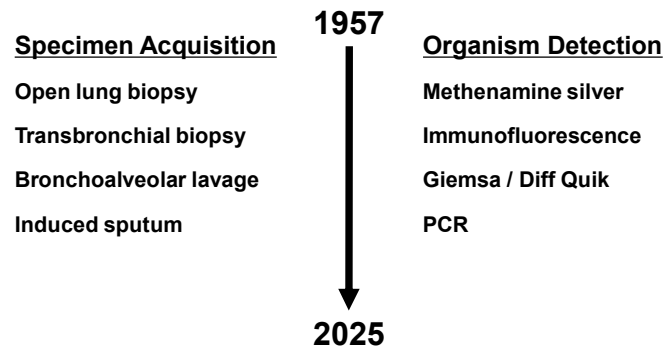 1957
Specimen Acquisition
Open lung biopsy
Transbronchial biopsy
Bronchoalveolar lavage
Induced sputum
Organism Detection
Methenamine silver
Immunofluorescence
Giemsa / Diff Quik
PCR
2025